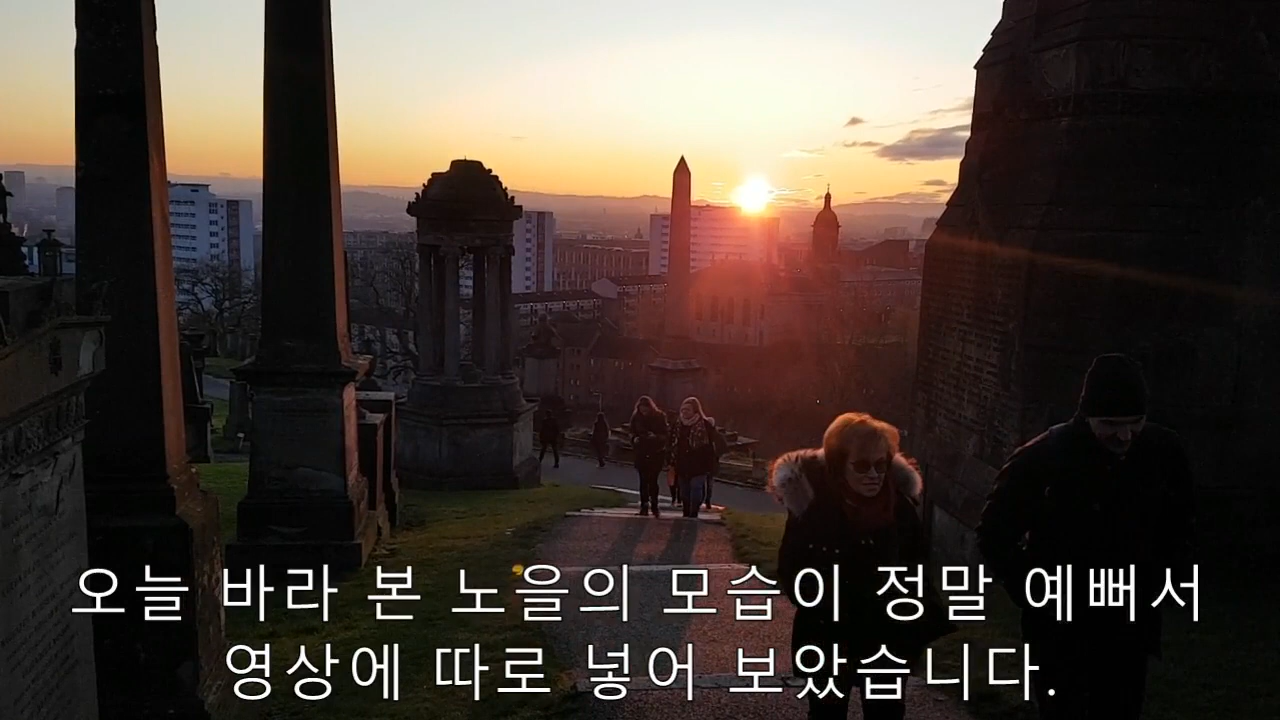 오늘 바라 본 노을의 모습이 정말 예뻐서
영상에 따로 넣어 보았습니다.